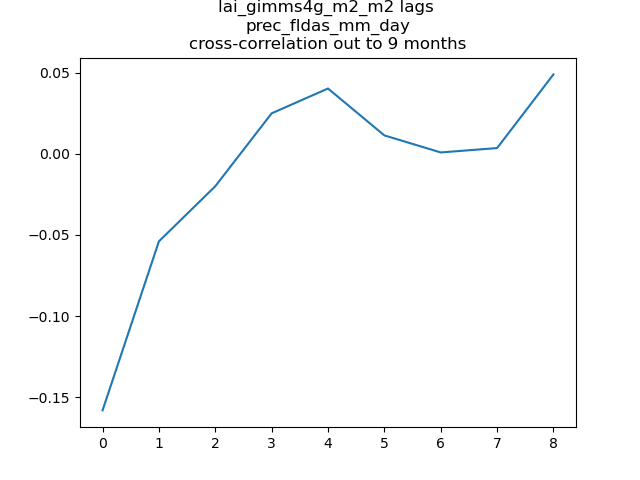 lai_gimms4g_m2_m2 lags
prec_fldas_mm_day
cross-correlation out to 9 months
0.05
0.00
−0.05
−0.10
−0.15
0 1 2 3 4 5 6 7 8